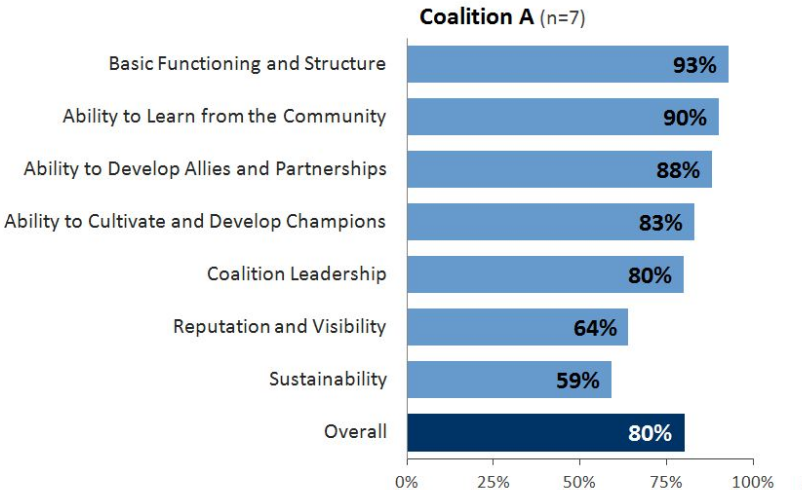 Coalition A (n=7)
Basic Functioning and Structure 93%
Ability to Learn from the Community 90%
Ability to Develop Allies and Partnerships 88%
Ability to Cultivate and Develop Champions 83%
Coalition Leadership 80%
Reputation and Visibility 64%
Sustainability 59%
Overall 80%
0% 25% 50% 75% 100%